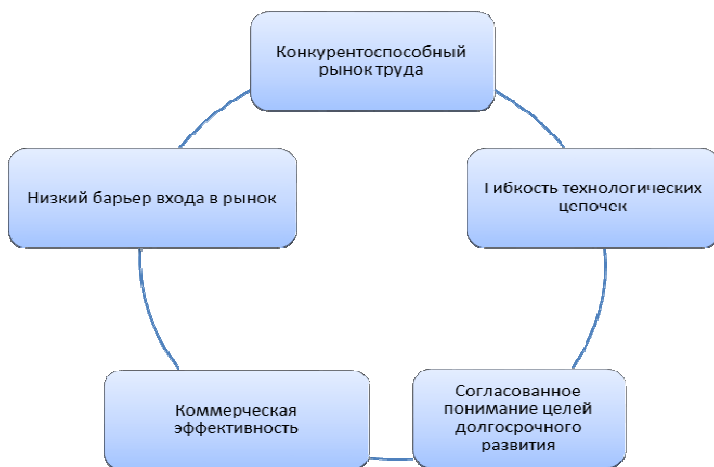 Конкурентоспособный
рынок труда
Низкий барьер входа в рынок
Гибкость технологических
цепочек
Коммерческая
эффективность
Согласованное
понимание целей
долгосрочного
развития